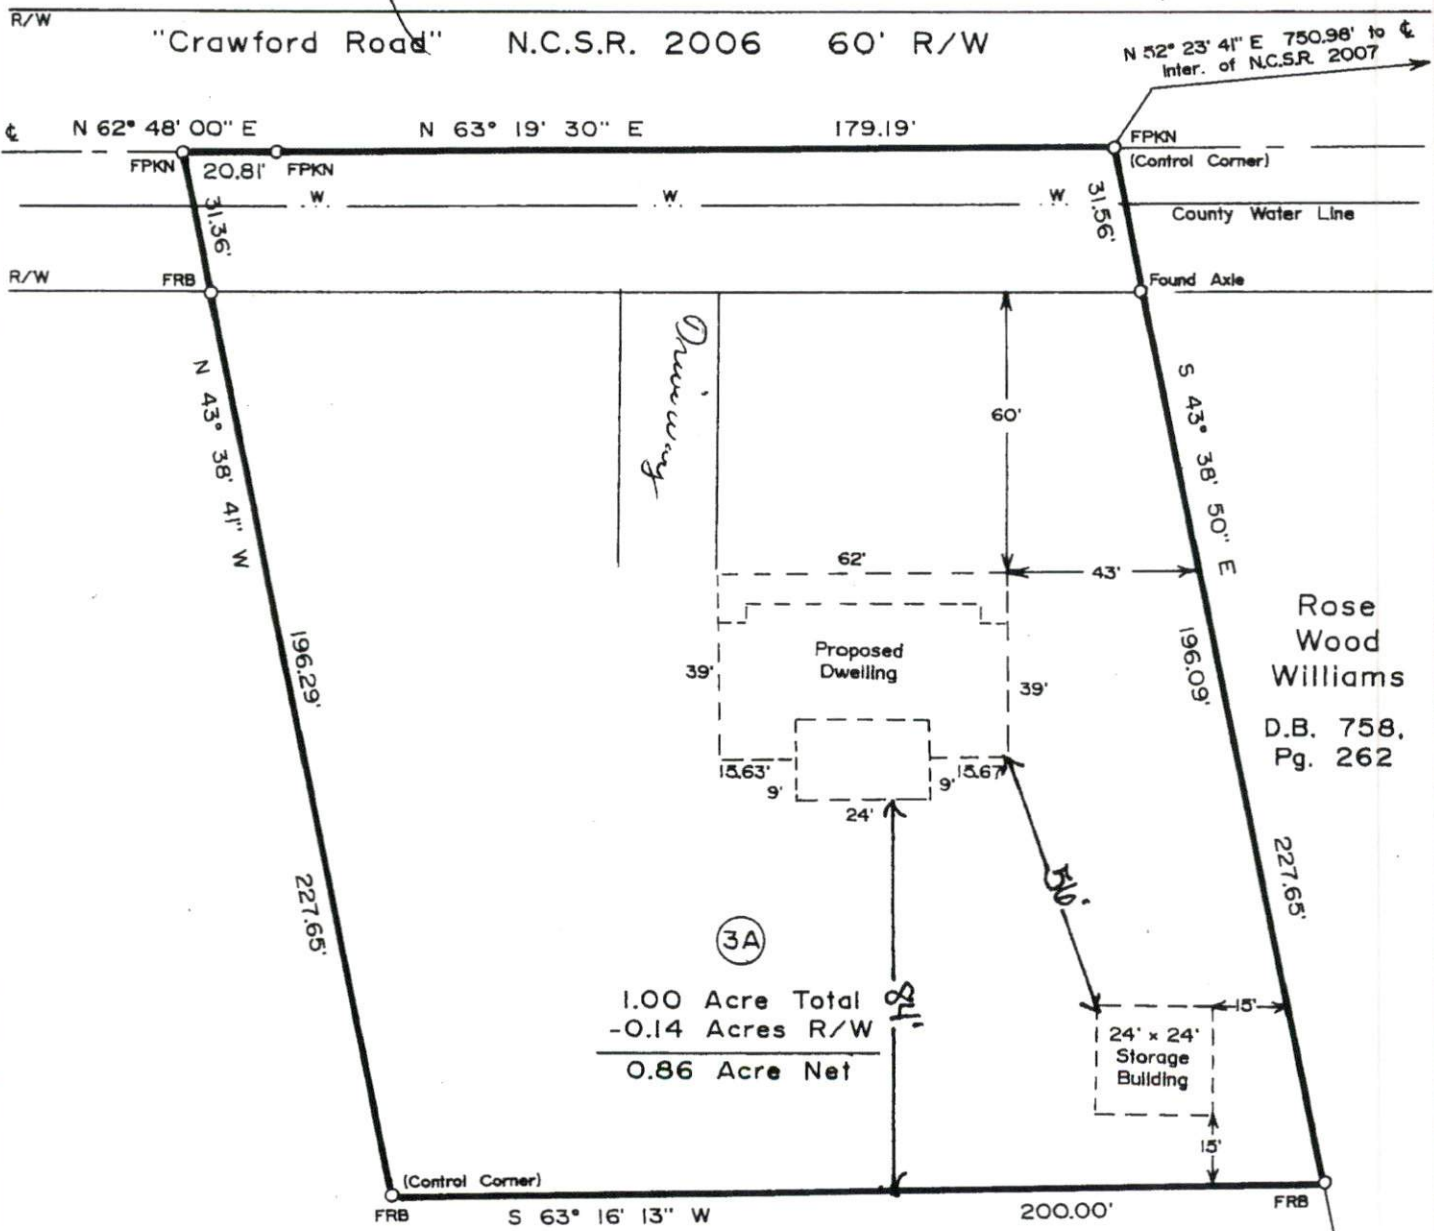 R/W
"Crawford Road" N.C.S.R. 2006 60' R/W
N 52° 23' 41" E 750.98' to ℄
Inter. of N.C.S.R. 2007
℄ N 62° 48' 00" E N 63° 19' 30" E 179.19'
FPKN 20.81' FPKN
FPKN
(Control Corner)
W W W
31.36'
31.56'
County Water Line
R/W FRB
Found Axle
Driveway
N 43° 38' 41" W
S 43° 38' 50" E
60'
62'
43'
Proposed
Dwelling
39'
39'
196.29'
196.09'
Rose
Wood
Williams
D.B. 758,
Pg. 262
15.63'
15.67'
9'
9'
24'
56'
227.65'
227.65'
3A
1.00 Acre Total
-0.14 Acres R/W
0.86 Acre Net
84'
15'
24' x 24'
Storage
Building
15'
(Control Corner)
FRB S 63° 16' 13" W 200.00' FRB